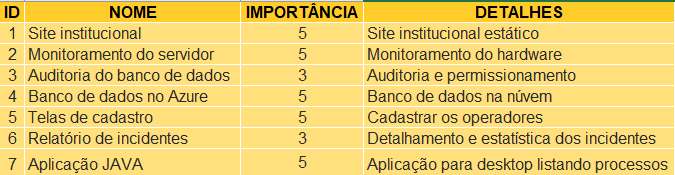 ID NOME IMPORTÂNCIA DETALHES
1 Site institucional 5 Site institucional estático
2 Monitoramento do servidor 5 Monitoramento do hardware
3 Auditoria do banco de dados 3 Auditoria e permissionamento
4 Banco de dados no Azure 5 Banco de dados na núvem
5 Telas de cadastro 5 Cadastrar os operadores
6 Relatório de incidentes 3 Detalhamento e estatística dos incidentes
7 Aplicação JAVA 5 Aplicação para desktop listando processos